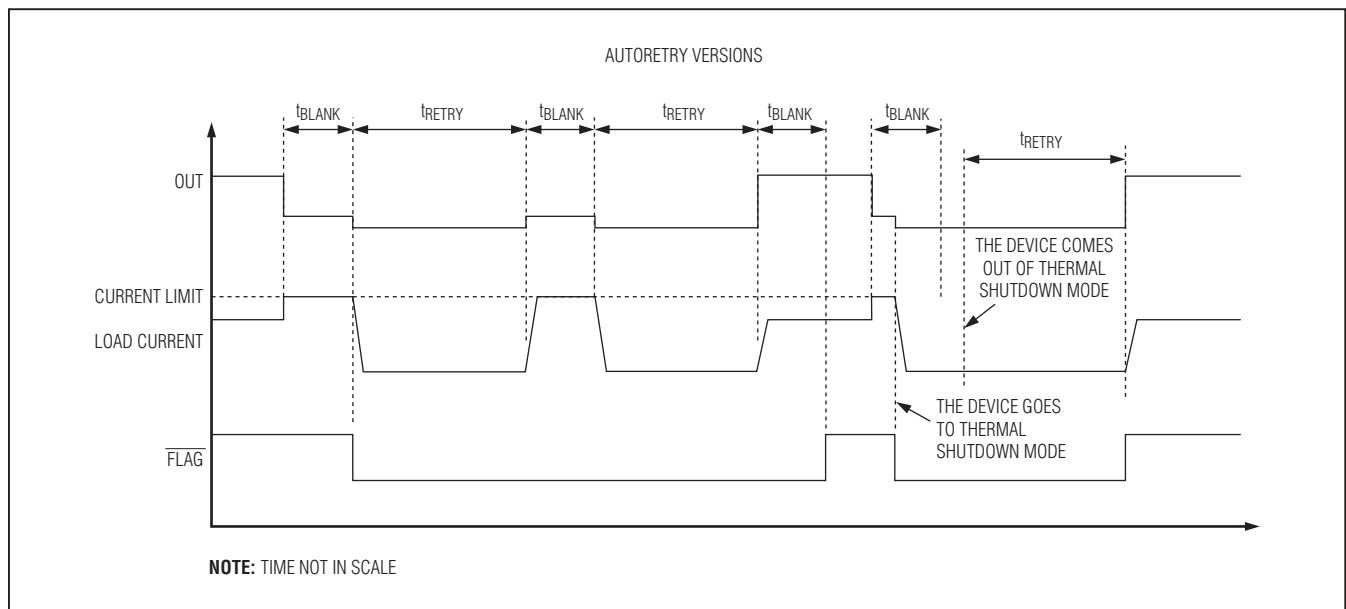 AUTORETRY VERSIONS
tBLANK
tRETRY
tBLANK
tRETRY
tBLANK
tBLANK
tRETRY
OUT
THE DEVICE COMES
OUT OF THERMAL
SHUTDOWN MODE
CURRENT LIMIT
LOAD CURRENT
THE DEVICE GOES
TO THERMAL
SHUTDOWN MODE
FLAG
NOTE: TIME NOT IN SCALE